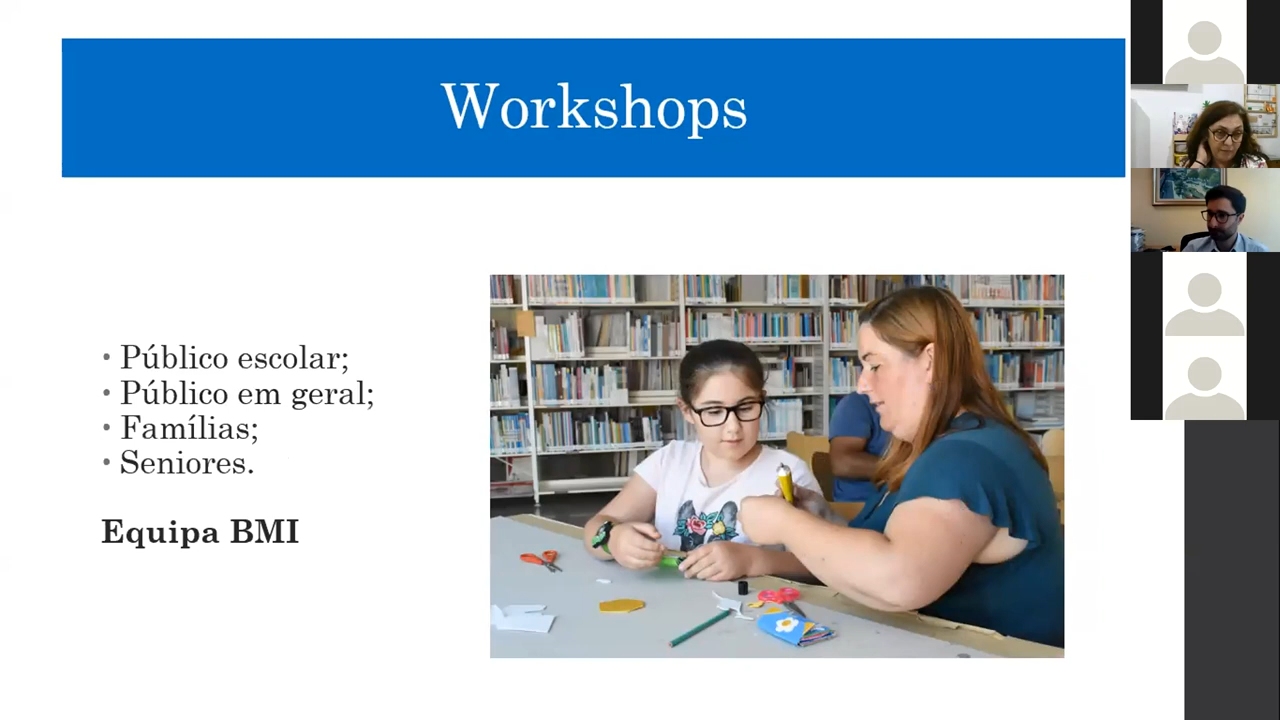 Workshops
• Público escolar;
• Público em geral;
• Famílias;
• Seniores.
Equipa BMI